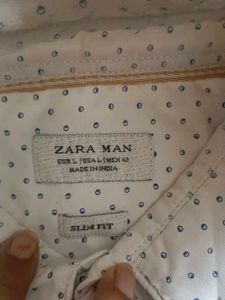 ZARA MAN
EUR L | USA L | MEX 42
MADE IN INDIA
SLIM FIT